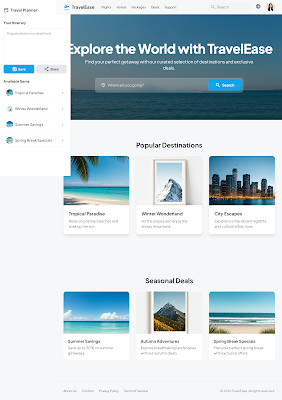 Travel Planner
Your Itinerary
Drag destinations or deals here.
Save
Share
Available Items
Tropical Paradise
Winter Wonderland
Summer Savings
Spring Break Specials
TravelEase
Flights
Hotels
Packages
Deals
Support
Search
Explore the World with TravelEase
Find your perfect getaway with our curated selection of destinations and exclusive
deals.
Where are you going?
Search
Popular Destinations
Tropical Paradise
Relax on pristine beaches and
soak up the sun.
Winter Wonderland
Hit the slopes and enjoy the
snowy mountains.
City Escapes
Explore the vibrant nightlife
and cultural attractions.
Seasonal Deals
Summer Savings
Save up to 30% on summer
getaways.
Autumn Adventures
Explore breathtaking landscapes
with our autumn deals.
Spring Break Specials
Plan your perfect spring
break with exclusive offers.
About Us
Contact
Privacy Policy
Terms of Service
TravelEase. All rights reserved.